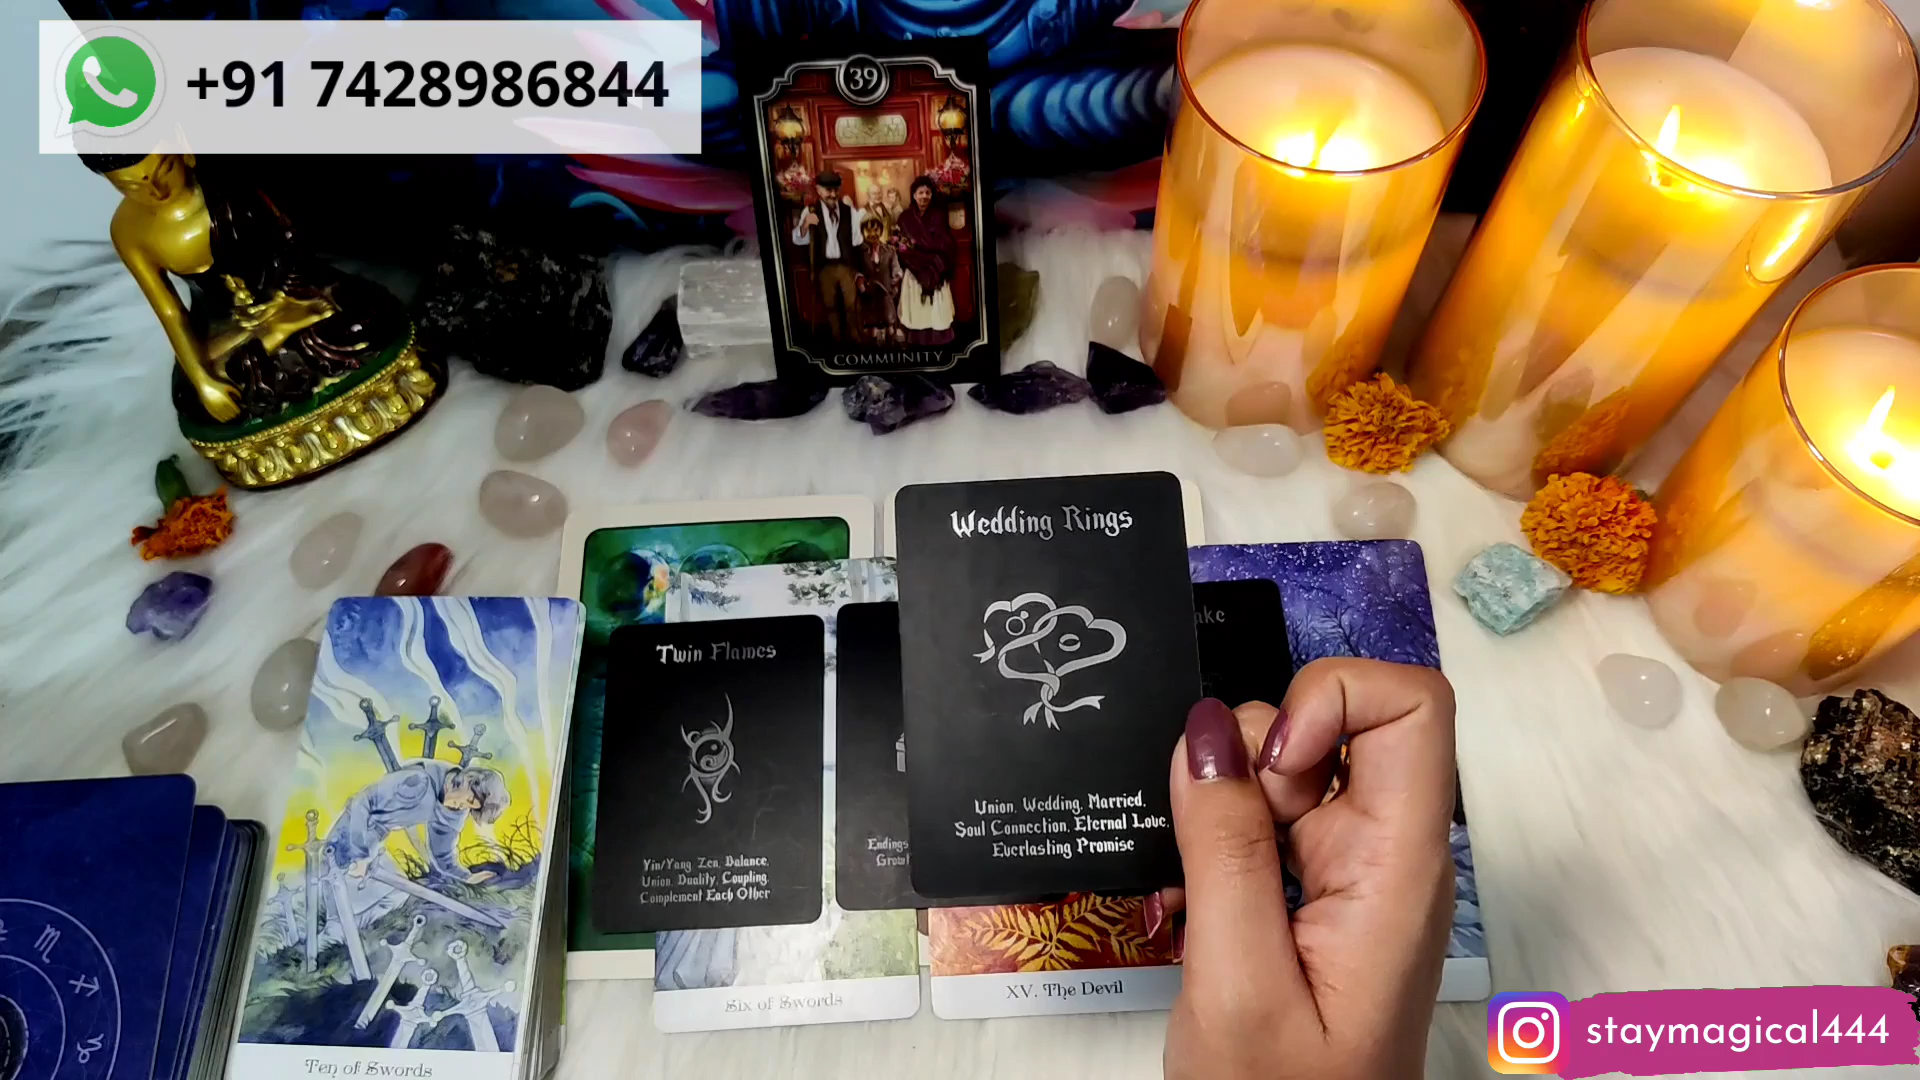 +91 7428986844
39
COMMUNITY
Wedding Rings
Union, Wedding, Married,
Soul Connection, Eternal Love,
Everlasting Promise
Twin Flames
Yin/Yang Zen, Balance,
Union, Duality, Coupling,
Complement Each Other
Endings
Six of Swords
XV. The Devil
Ten of Swords
staymagical444